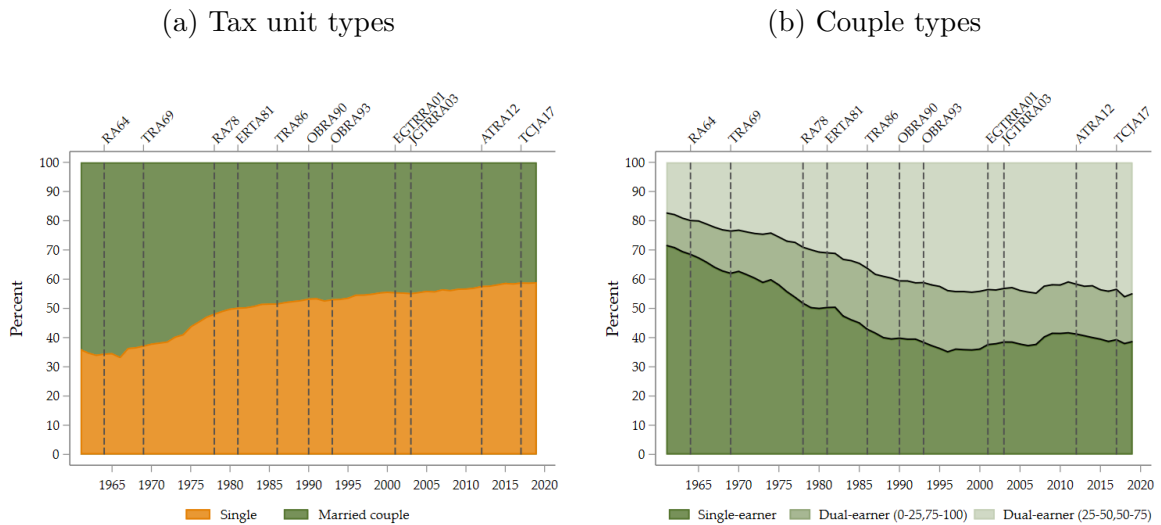 (a) Tax unit types
RA64 TRA69 RA78 ERTA81 TRA86 OBRA90 OBRA93 EGTRRA01 JGTRRA03 ATRA12 TCJA17
100
90
80
70
60
50
40
30
20
10
0
Percent
1965 1970 1975 1980 1985 1990 1995 2000 2005 2010 2015 2020
Single Married couple
(b) Couple types
RA64 TRA69 RA78 ERTA81 TRA86 OBRA90 OBRA93 EGTRRA01 JGTRRA03 ATRA12 TCJA17
100
90
80
70
60
50
40
30
20
10
0
Percent
1965 1970 1975 1980 1985 1990 1995 2000 2005 2010 2015 2020
Single-earner Dual-earner (0-25,75-100) Dual-earner (25-50,50-75)